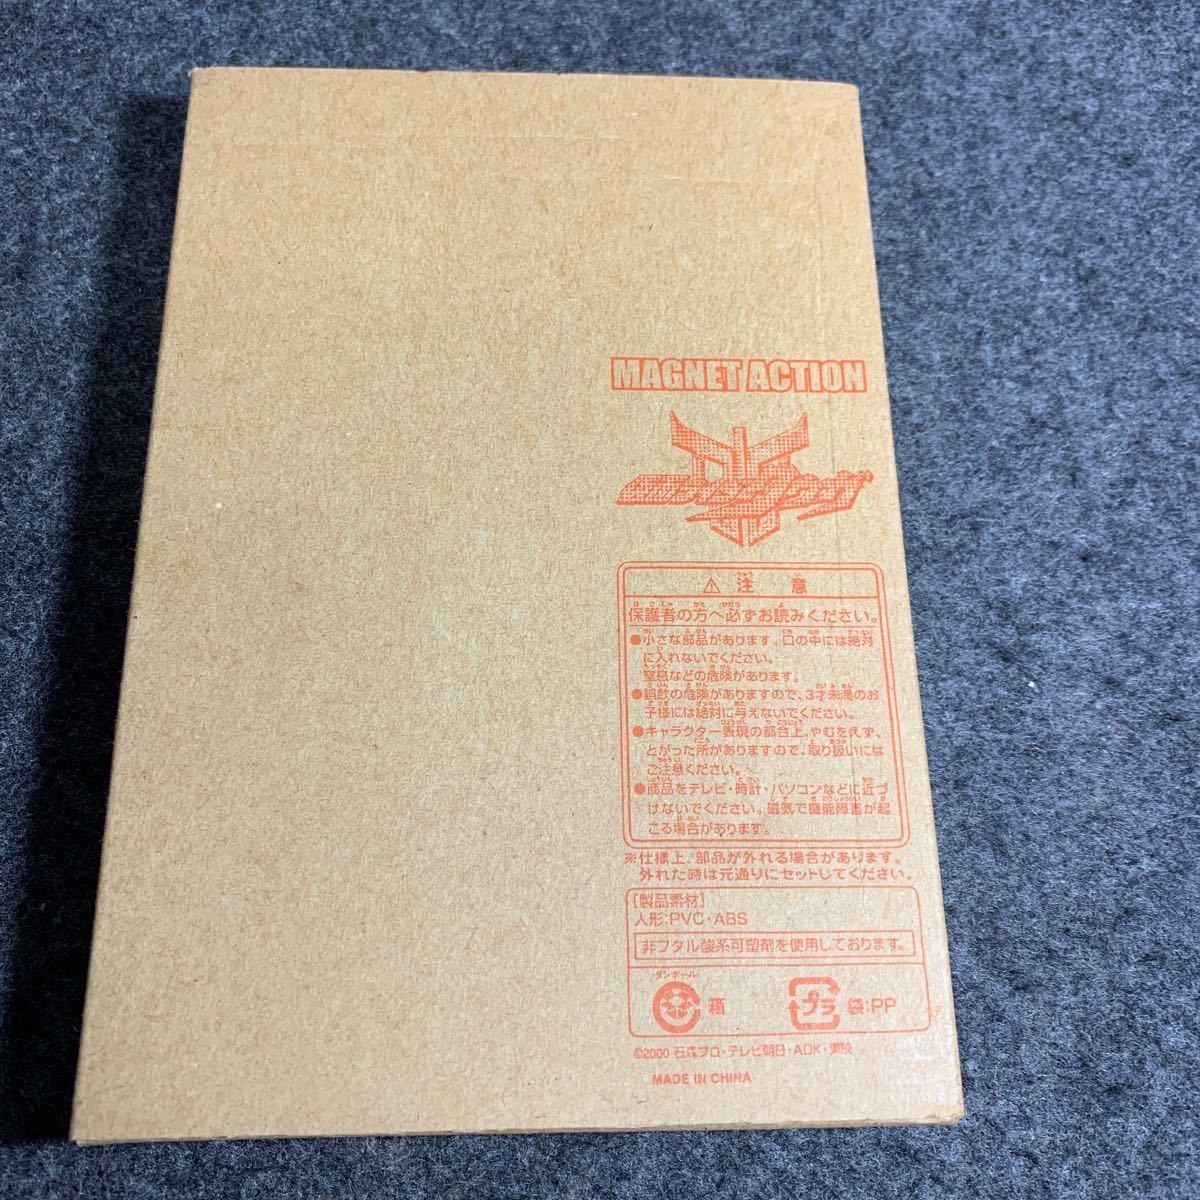 MAGNET ACTION
仮面ライダークウガ
⚠注意
保護者の方へ必ずお読みください。
●小さな部品があります。口の中には絶対
に入れないでください。
窒息などの危険があります。
●誤飲の危険がありますので、3才未満のお
子様には絶対に与えないでください。
●キャラクター表現の都合上、やむをえず、
とがった所がありますので、取り扱いには
ご注意ください。
●商品をテレビ・時計・パソコンなどに近づ
けないでください。磁気で機能障害が起
こる場合があります。
※仕様上、部品が外れる場合があります。
外れた時は元通りにセットしてください。
[製品素材]
人形:PVC・ABS
非フタル酸系可塑剤を使用しております。
ダンボール
箱
プラ
袋:PP
©2000 石森プロ・テレビ朝日・ADK・東映
MADE IN CHINA